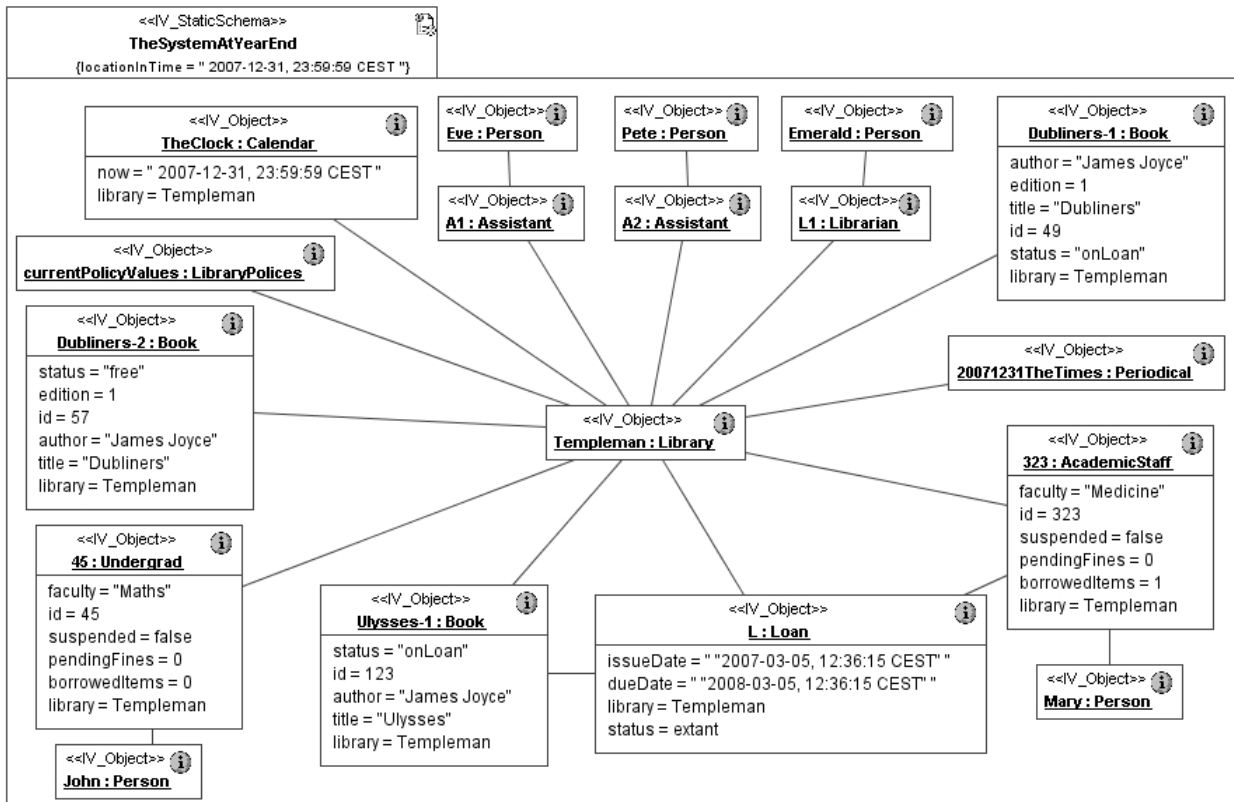 <<IV_StaticSchema>>
TheSystemAtYearEnd
{locationInTime = " 2007-12-31, 23:59:59 CEST "}
<<IV_Object>>
TheClock : Calendar
now = " 2007-12-31, 23:59:59 CEST "
library = Templeman
<<IV_Object>>
Eve : Person
<<IV_Object>>
Pete : Person
<<IV_Object>>
Emerald : Person
<<IV_Object>>
Dubliners-1 : Book
author = "James Joyce"
edition = 1
title = "Dubliners"
id = 49
status = "onLoan"
library = Templeman
<<IV_Object>>
A1 : Assistant
<<IV_Object>>
A2 : Assistant
<<IV_Object>>
L1 : Librarian
<<IV_Object>>
currentPolicyValues : LibraryPolices
<<IV_Object>>
Dubliners-2 : Book
status = "free"
edition = 1
id = 57
author = "James Joyce"
title = "Dubliners"
library = Templeman
<<IV_Object>>
20071231TheTimes : Periodical
<<IV_Object>>
Templeman : Library
<<IV_Object>>
323 : AcademicStaff
faculty = "Medicine"
id = 323
suspended = false
pendingFines = 0
borrowedItems = 1
library = Templeman
<<IV_Object>>
45 : Undergrad
faculty = "Maths"
id = 45
suspended = false
pendingFines = 0
borrowedItems = 0
library = Templeman
<<IV_Object>>
Ulysses-1 : Book
status = "onLoan"
id = 123
author = "James Joyce"
title = "Ulysses"
library = Templeman
<<IV_Object>>
L : Loan
issueDate = " "2007-03-05, 12:36:15 CEST" "
dueDate = " "2008-03-05, 12:36:15 CEST" "
library = Templeman
status = extant
<<IV_Object>>
Mary : Person
<<IV_Object>>
John : Person